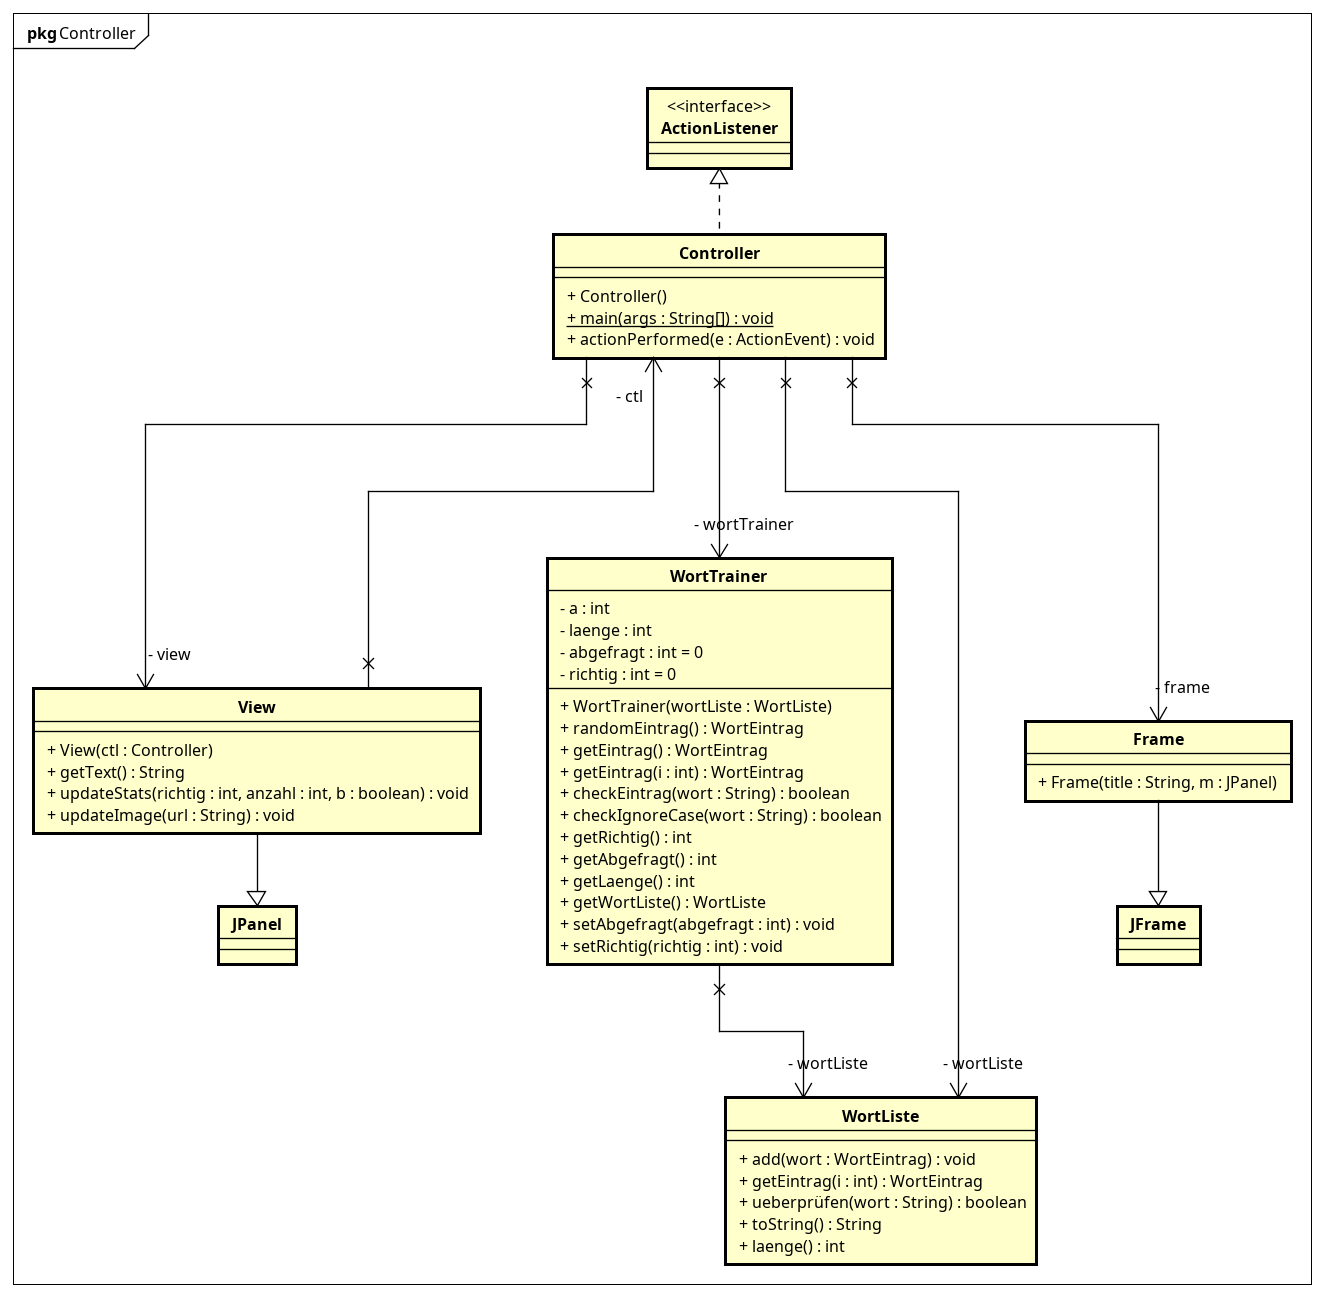 pkg Controller
<<interface>>
ActionListener
Controller
+ Controller()
+ main(args : String[]) : void
+ actionPerformed(e : ActionEvent) : void
- ctl
- wortTrainer
- view
- frame
View
+ View(ctl : Controller)
+ getText() : String
+ updateStats(richtig : int, anzahl : int, b : boolean) : void
+ updateImage(url : String) : void
WortTrainer
- a : int
- laenge : int
- abgefragt : int = 0
- richtig : int = 0
+ WortTrainer(wortListe : WortListe)
+ randomEintrag() : WortEintrag
+ getEintrag() : WortEintrag
+ getEintrag(i : int) : WortEintrag
+ checkEintrag(wort : String) : boolean
+ checkIgnoreCase(wort : String) : boolean
+ getRichtig() : int
+ getAbgefragt() : int
+ getLaenge() : int
+ getWortListe() : WortListe
+ setAbgefragt(abgefragt : int) : void
+ setRichtig(richtig : int) : void
Frame
+ Frame(title : String, m : JPanel)
JPanel
JFrame
- wortListe
- wortListe
WortListe
+ add(wort : WortEintrag) : void
+ getEintrag(i : int) : WortEintrag
+ ueberprüfen(wort : String) : boolean
+ toString() : String
+ laenge() : int